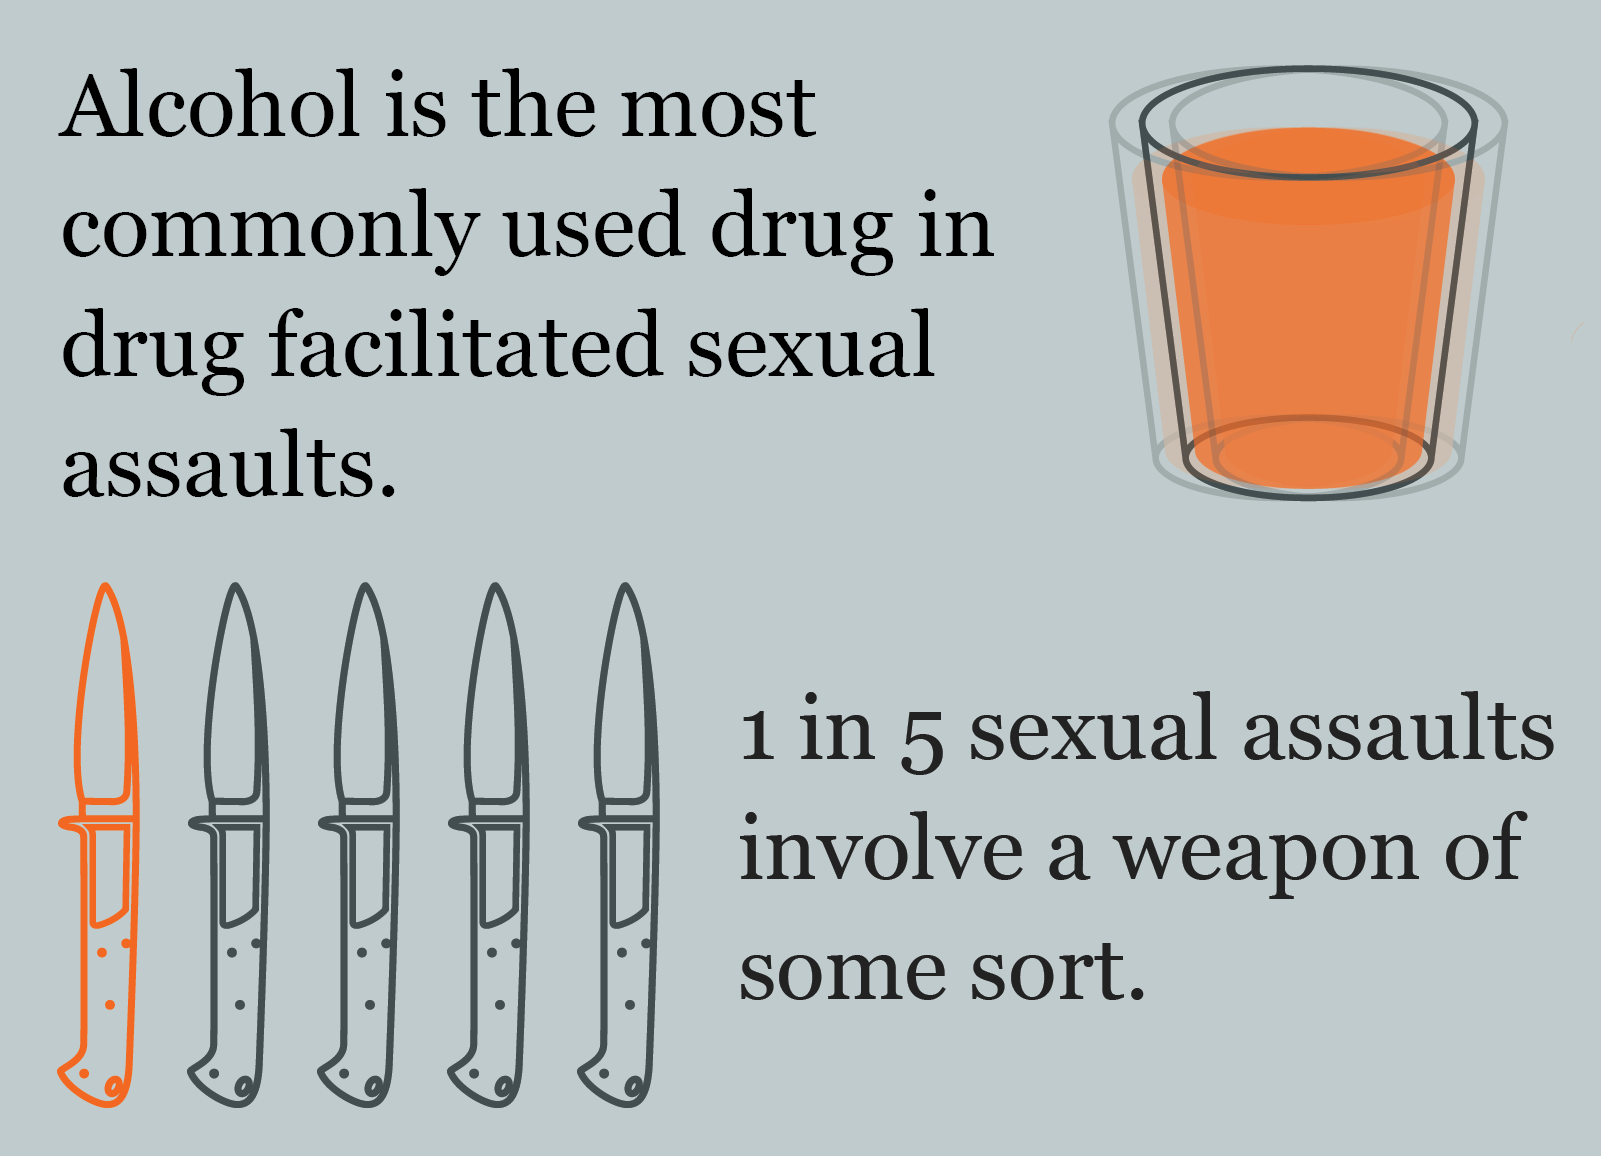 Alcohol is the most
commonly used drug in
drug facilitated sexual
assaults.
1 in 5 sexual assaults
involve a weapon of
some sort.